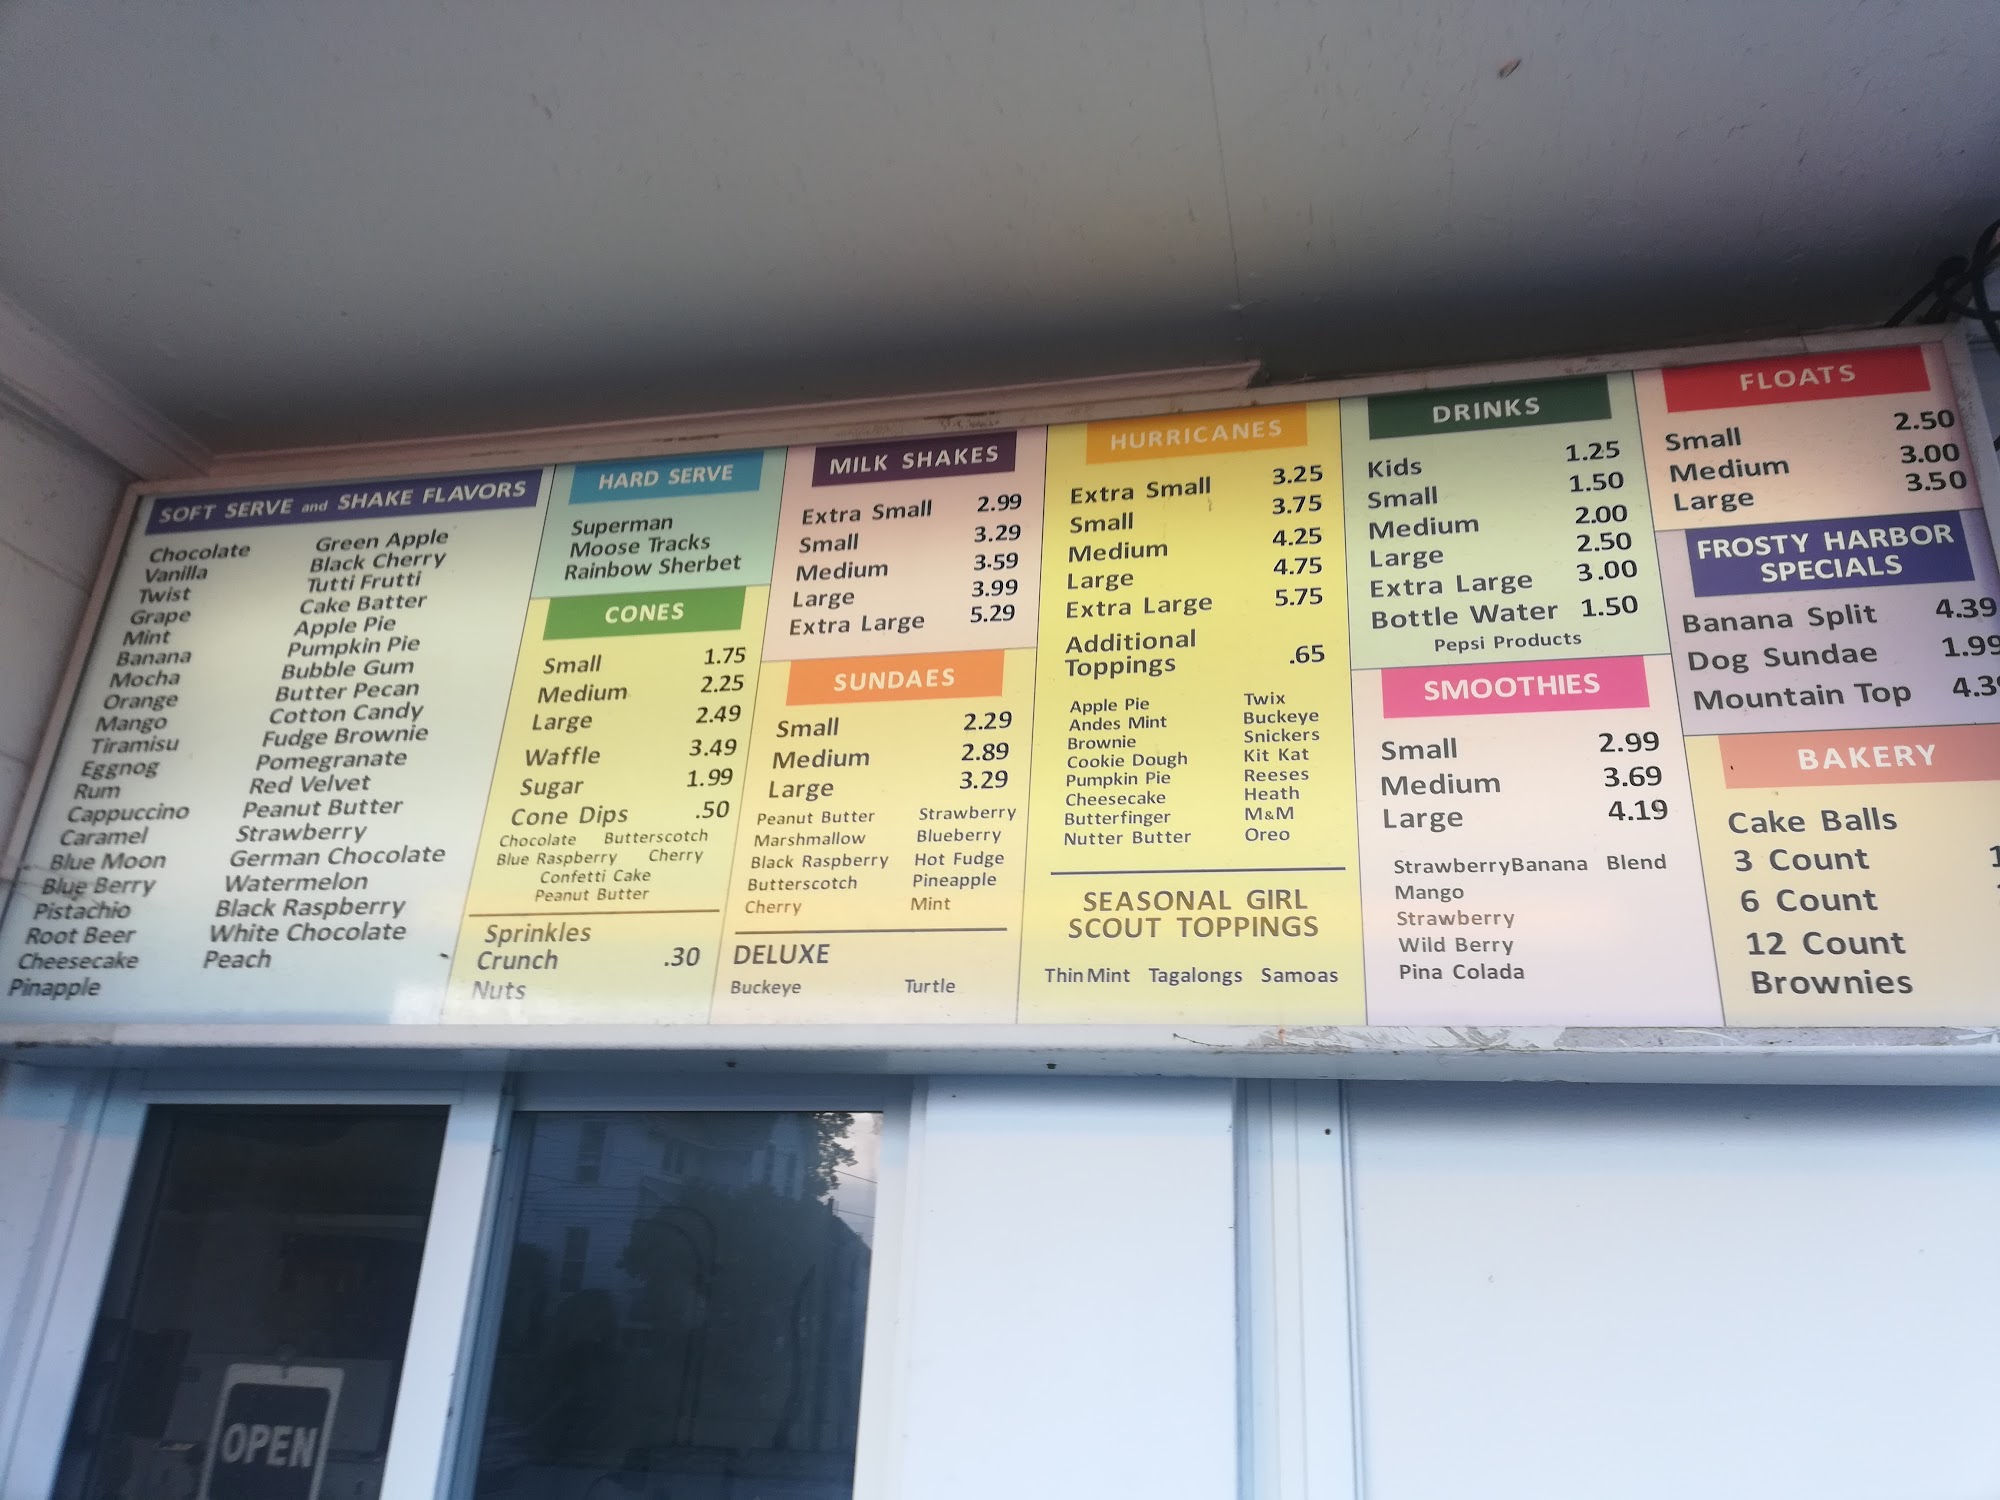 SOFT SERVE and SHAKE FLAVORS
Chocolate
Vanilla
Twist
Grape
Mint
Banana
Mocha
Orange
Mango
Tiramisu
Eggnog
Rum
Cappuccino
Caramel
Blue Moon
Blue Berry
Pistachio
Root Beer
Cheesecake
Pinapple
Green Apple
Black Cherry
Tutti Frutti
Cake Batter
Apple Pie
Pumpkin Pie
Bubble Gum
Butter Pecan
Cotton Candy
Fudge Brownie
Pomegranate
Red Velvet
Peanut Butter
Strawberry
German Chocolate
Watermelon
Black Raspberry
White Chocolate
Peach
HARD SERVE
Superman
Moose Tracks
Rainbow Sherbet
CONES
Small 1.75
Medium 2.25
Large 2.49
Waffle 3.49
Sugar 1.99
Cone Dips .50
Chocolate Butterscotch
Blue Raspberry Cherry
Confetti Cake
Peanut Butter
Sprinkles
Crunch .30
Nuts
MILK SHAKES
Extra Small 2.99
Small 3.29
Medium 3.59
Large 3.99
Extra Large 5.29
SUNDAES
Small 2.29
Medium 2.89
Large 3.29
Peanut Butter Strawberry
Marshmallow Blueberry
Black Raspberry Hot Fudge
Butterscotch Pineapple
Cherry Mint
DELUXE
Buckeye Turtle
HURRICANES
Extra Small 3.25
Small 3.75
Medium 4.25
Large 4.75
Extra Large 5.75
Additional
Toppings .65
Apple Pie Twix
Andes Mint Buckeye
Brownie Snickers
Cookie Dough Kit Kat
Pumpkin Pie Reeses
Cheesecake Heath
Butterfinger M&M
Nutter Butter Oreo
SEASONAL GIRL
SCOUT TOPPINGS
Thin Mint Tagalongs Samoas
DRINKS
Kids 1.25
Small 1.50
Medium 2.00
Large 2.50
Extra Large 3.00
Bottle Water 1.50
Pepsi Products
SMOOTHIES
Small 2.99
Medium 3.69
Large 4.19
StrawberryBanana Blend
Mango
Strawberry
Wild Berry
Pina Colada
FLOATS
Small 2.50
Medium 3.00
Large 3.50
FROSTY HARBOR
SPECIALS
Banana Split 4.39
Dog Sundae 1.99
Mountain Top
BAKERY
Cake Balls
3 Count
6 Count
12 Count
Brownies
OPEN